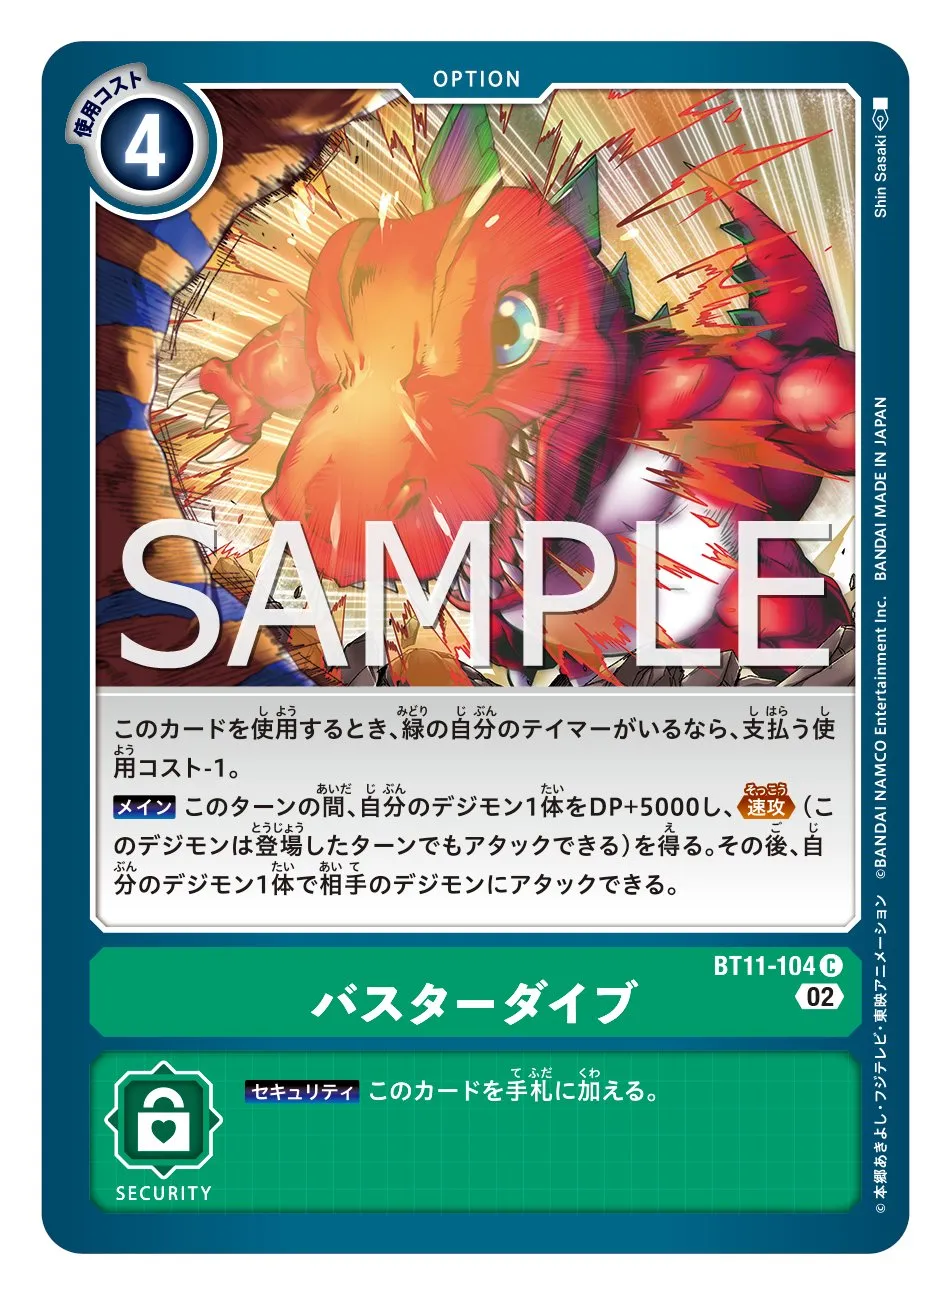 OPTION
使用コスト
4
Shin Sasaki
SAMPLE
このカードを使用するとき、緑の自分のテイマーがいるなら、支払う使
用コスト-1。
メイン このターンの間、自分のデジモン1体をDP+5000し、速攻（こ
のデジモンは登場したターンでもアタックできる）を得る。その後、自
分のデジモン1体で相手のデジモンにアタックできる。
BT11-104 C
バスターダイブ
02
セキュリティ このカードを手札に加える。
SECURITY
©本郷あきよし・フジテレビ・東映アニメーション ©BANDAI NAMCO Entertainment Inc. BANDAI MADE IN JAPAN